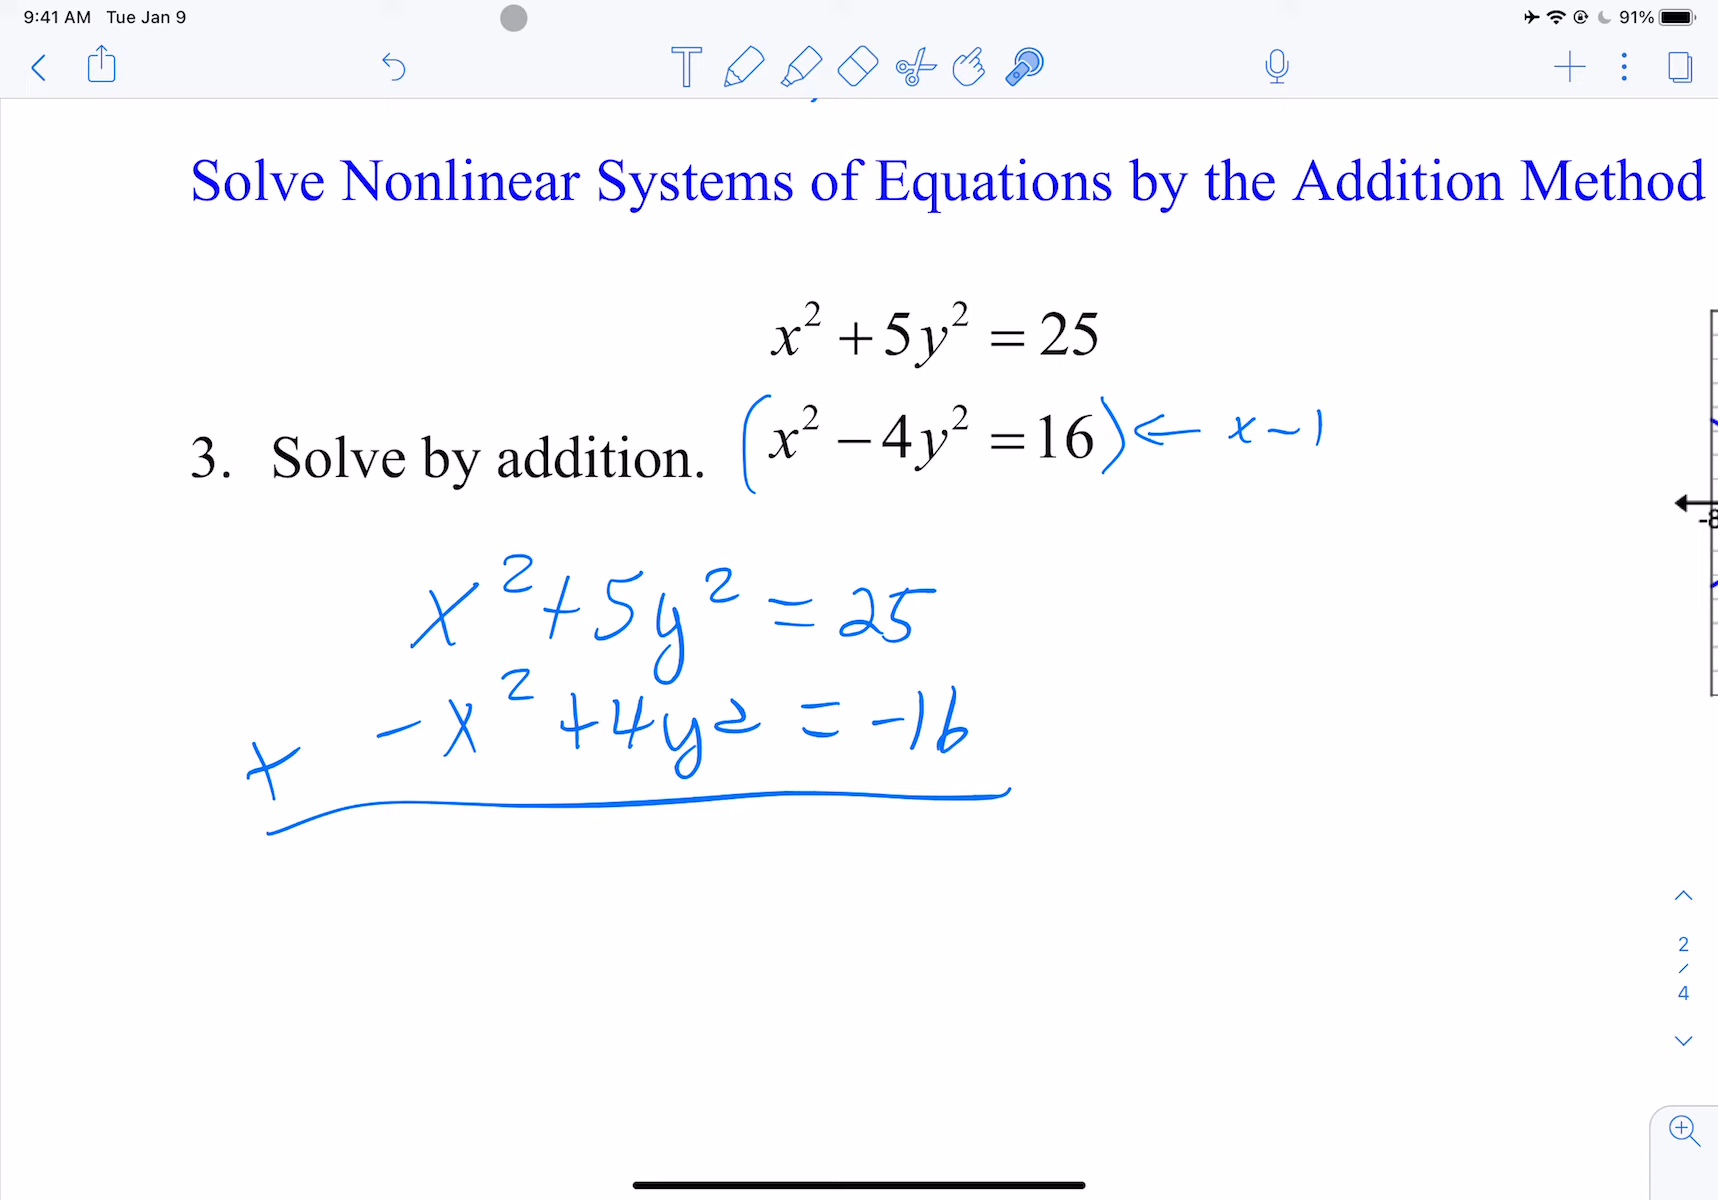 9:41 AM Tue Jan 9 91%
T
Solve Nonlinear Systems of Equations by the Addition Method
x² + 5y² = 25
3. Solve by addition. (x² − 4y² = 16) ← x −1
-8
x² + 5y² = 25
+ −x² + 4y² = −16
2
/
4